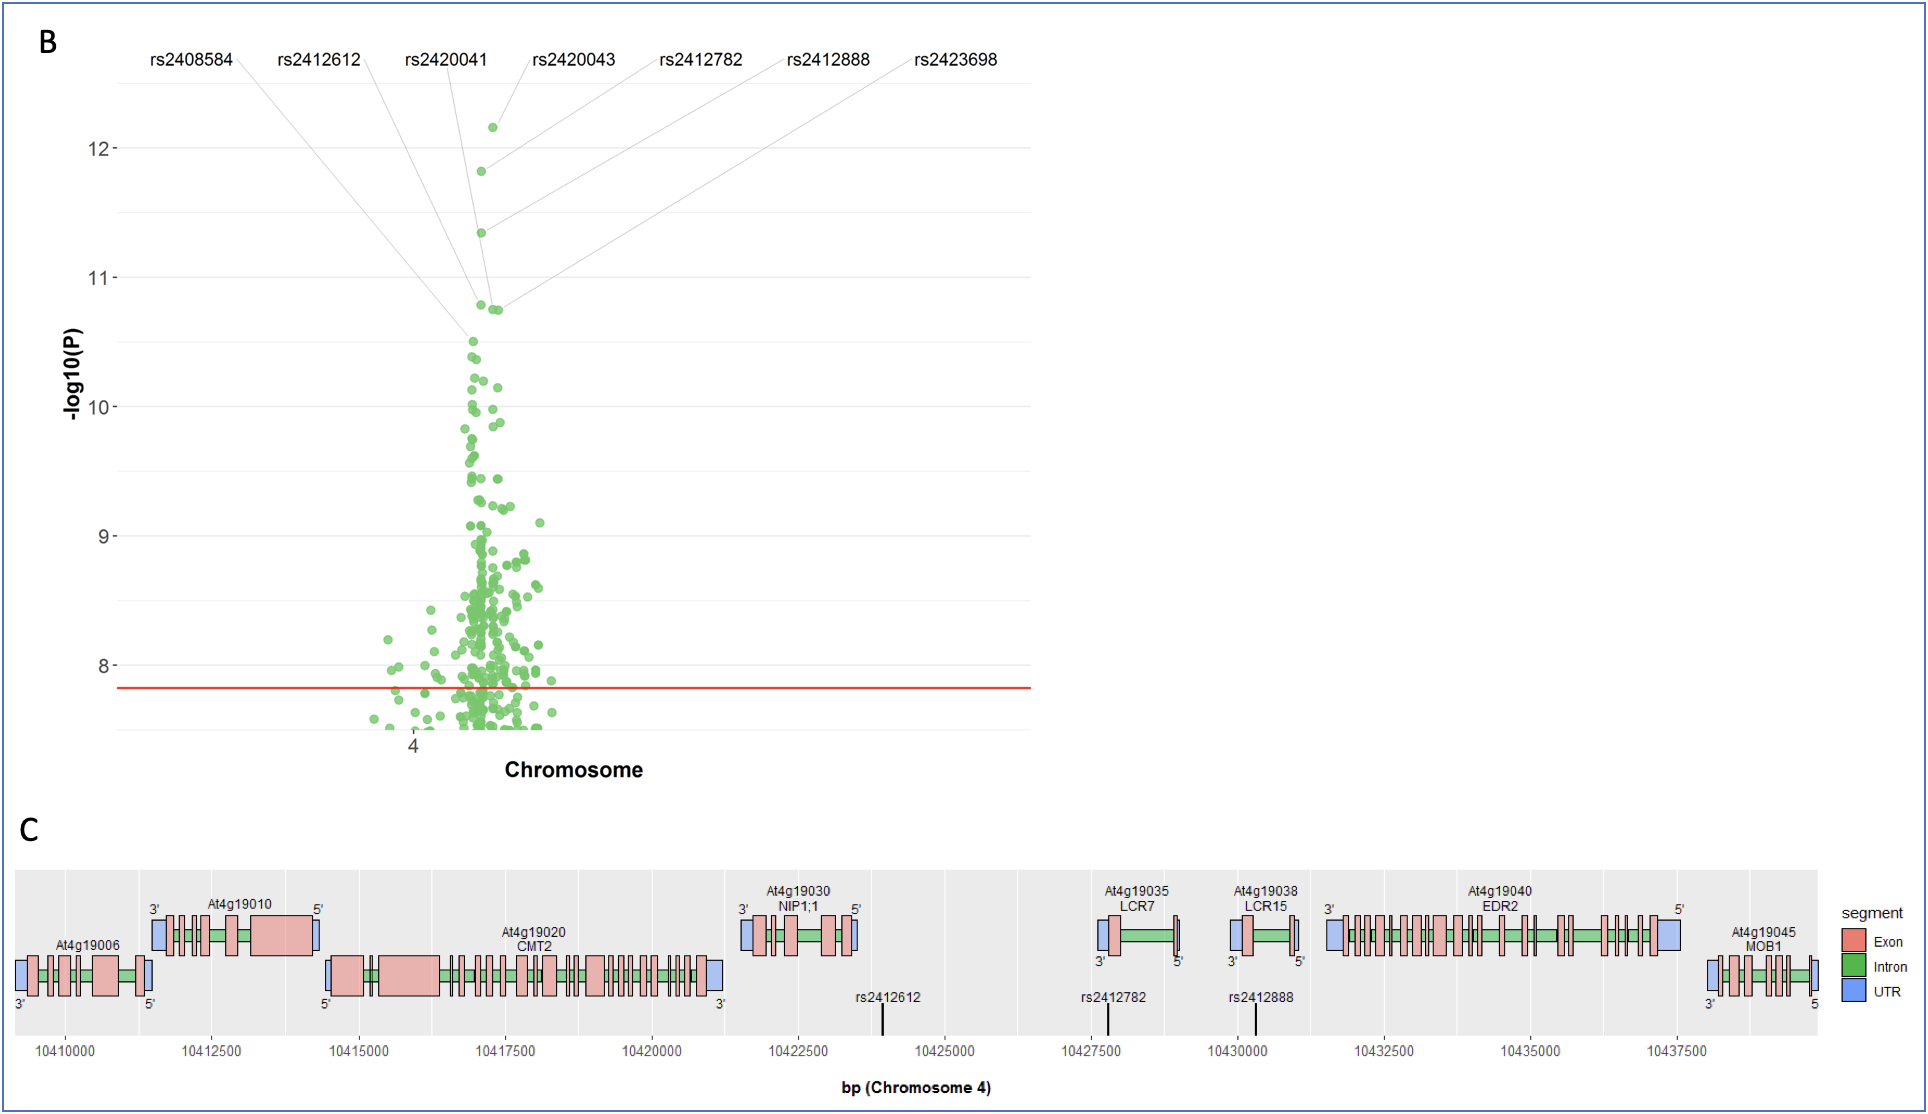 B
rs2408584 rs2412612 rs2420041 rs2420043 rs2412782 rs2412888 rs2423698
12
11
-log10(P)
10
9
8
4
Chromosome
C
At4g19030 At4g19035 At4g19038 At4g19040
NIP1;1 LCR7 LCR15 EDR2
3' At4g19010 5' 3' 5' 3' 5'
segment
At4g19006 At4g19020 At4g19045
CMT2 MOB1
Exon
3' 5' 3' 5'
Intron
rs2412612 rs2412782 rs2412888
UTR
3' 5' 5' 3' 3' 5
10410000 10412500 10415000 10417500 10420000 10422500 10425000 10427500 10430000 10432500 10435000 10437500
bp (Chromosome 4)